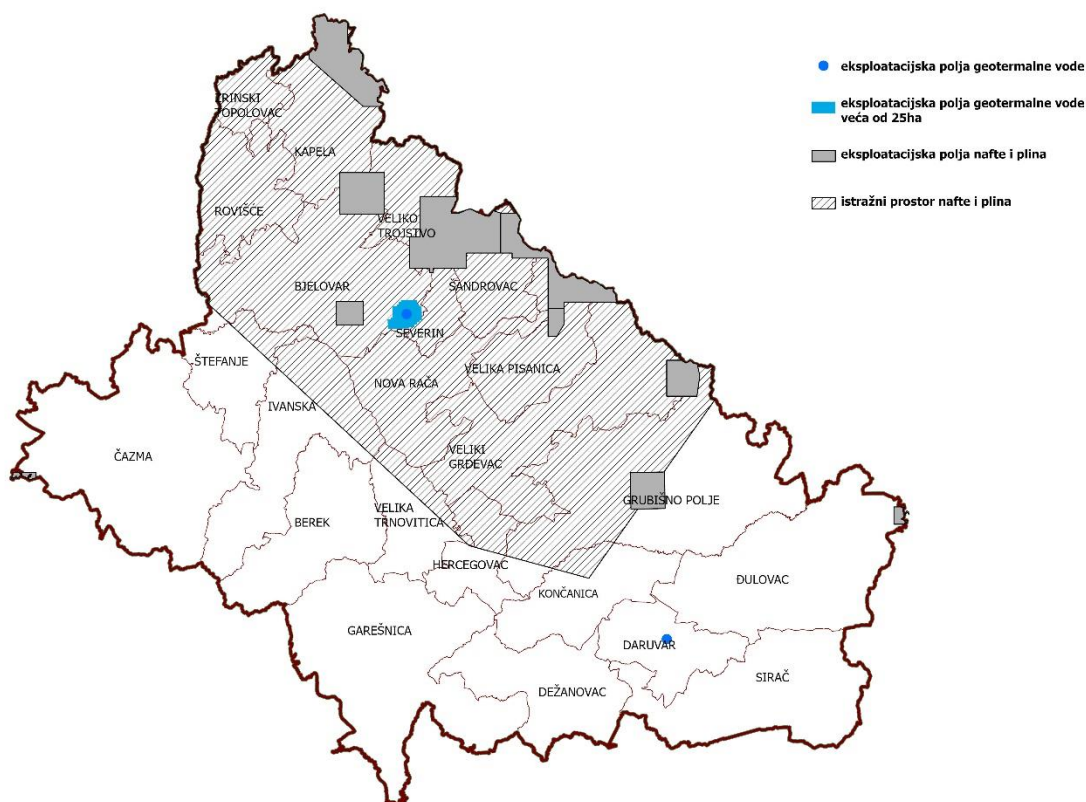 eksploatacijska polja geotermalne vode
eksploatacijska polja geotermalne vode
veća od 25ha
eksploatacijska polja nafte i plina
istražni prostor nafte i plina
ZRINSKI
TOPOLOVAC
KAPELA
ROVIŠĆE
VELIKO
TROJSIVO
BJELOVAR
ŠANDROVAC
SEVERIN
ŠTEFANJE
VELIKA PISANICA
NOVA RAČA
IVANSKA
ČAZMA
VELIKI
GRĐEVAC
GRUBIŠNO POLJE
VELIKA
TRNOVITICA
BEREK
HERCEGOVAC
KONČANICA
ĐULOVAC
GAREŠNICA
DARUVAR
SIRAČ
DEŽANOVAC